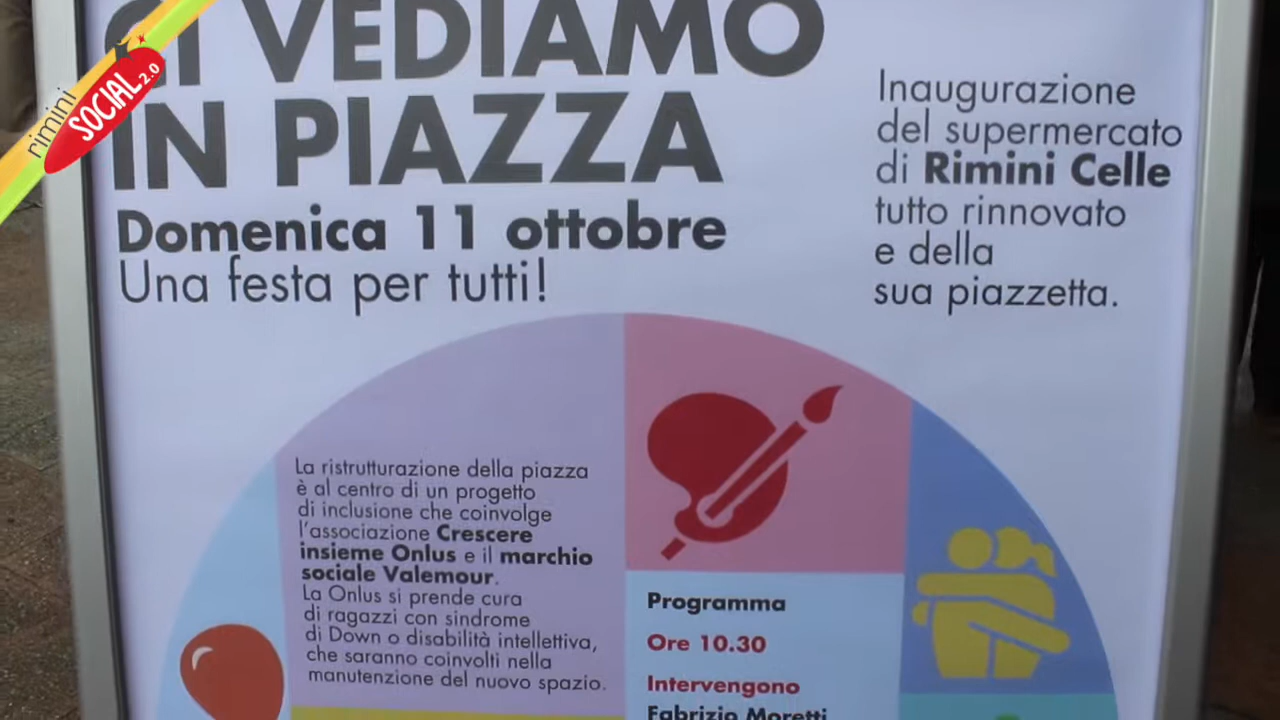 rimini
SOCIAL 2.0
CI VEDIAMO
IN PIAZZA
Domenica 11 ottobre
Una festa per tutti!
Inaugurazione
del supermercato
di Rimini Celle
tutto rinnovato
e della
sua piazzetta.
La ristrutturazione della piazza
è al centro di un progetto
di inclusione che coinvolge
l'associazione Crescere
insieme Onlus e il marchio
sociale Valemour.
La Onlus si prende cura
di ragazzi con sindrome
di Down o disabilità intellettiva,
che saranno coinvolti nella
manutenzione del nuovo spazio.
Programma
Ore 10.30
Intervengono
Fabrizio Moretti